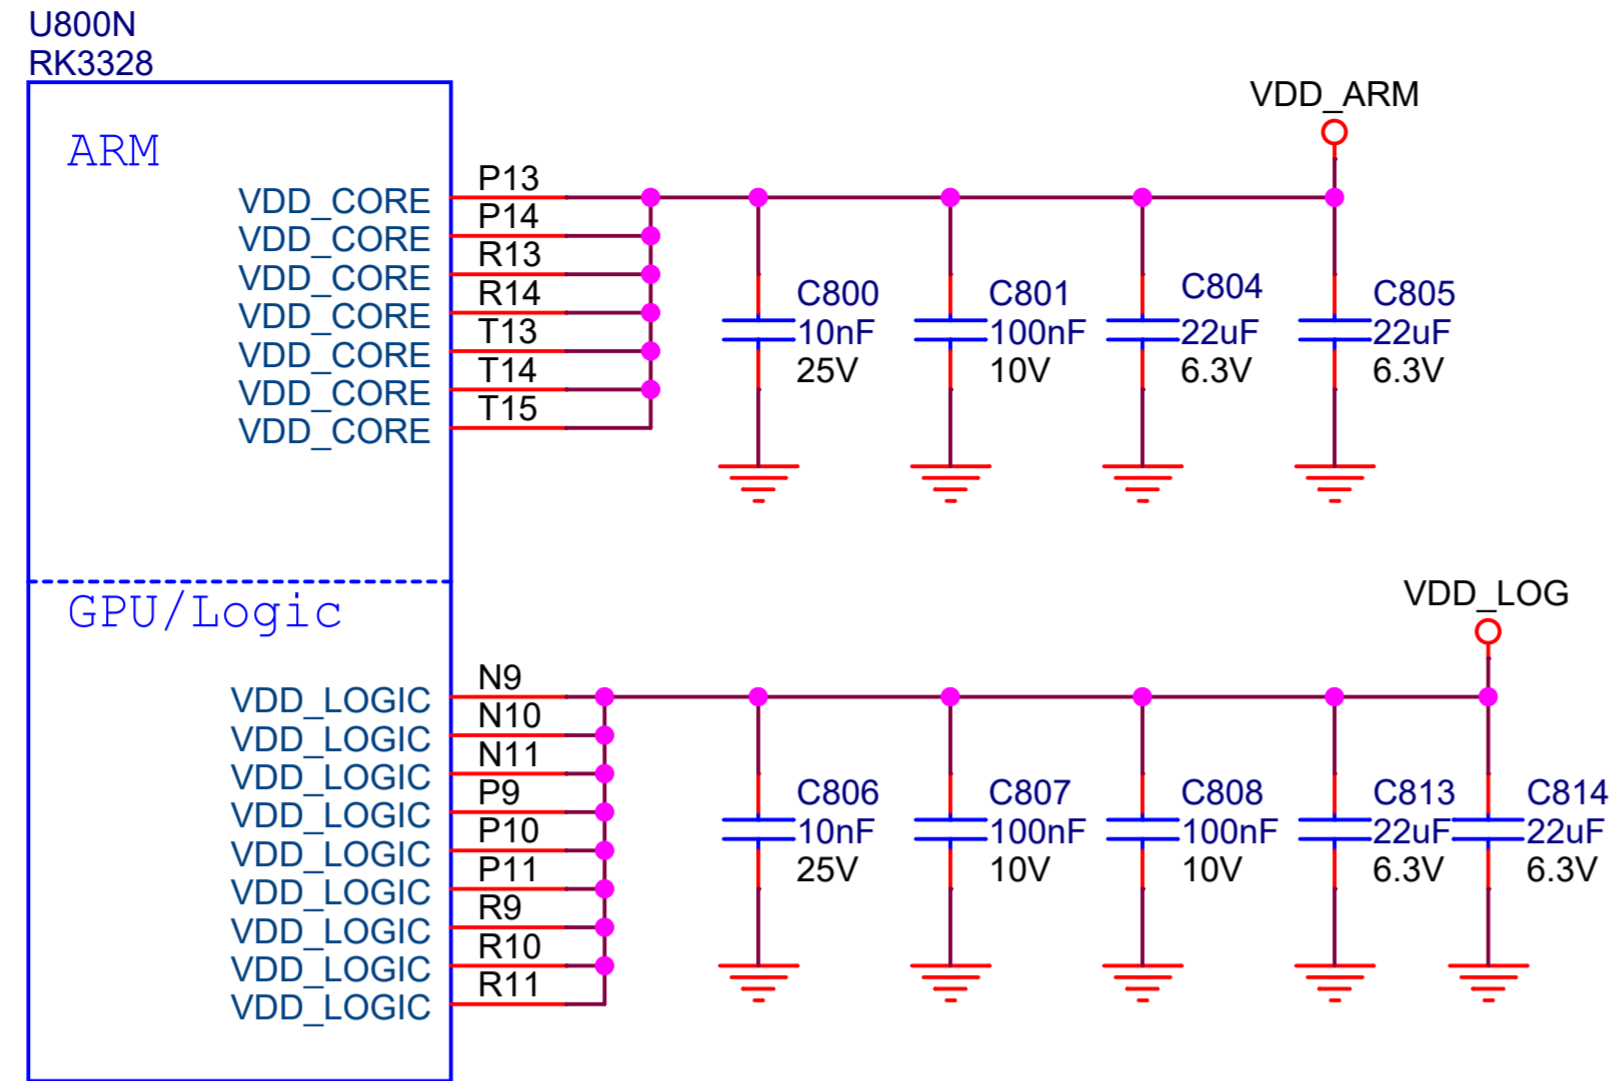 U800N
RK3328
ARM
VDD_ARM
VDD_CORE P13
VDD_CORE P14
VDD_CORE R13
VDD_CORE R14
VDD_CORE T13
VDD_CORE T14
VDD_CORE T15
C800 C801 C804 C805
10nF 100nF 22uF 22uF
25V 10V 6.3V 6.3V
GPU/Logic
VDD_LOG
VDD_LOGIC N9
VDD_LOGIC N10
VDD_LOGIC N11
VDD_LOGIC P9
VDD_LOGIC P10
VDD_LOGIC P11
VDD_LOGIC R9
VDD_LOGIC R10
VDD_LOGIC R11
C806 C807 C808 C813 C814
10nF 100nF 100nF 22uF 22uF
25V 10V 10V 6.3V 6.3V